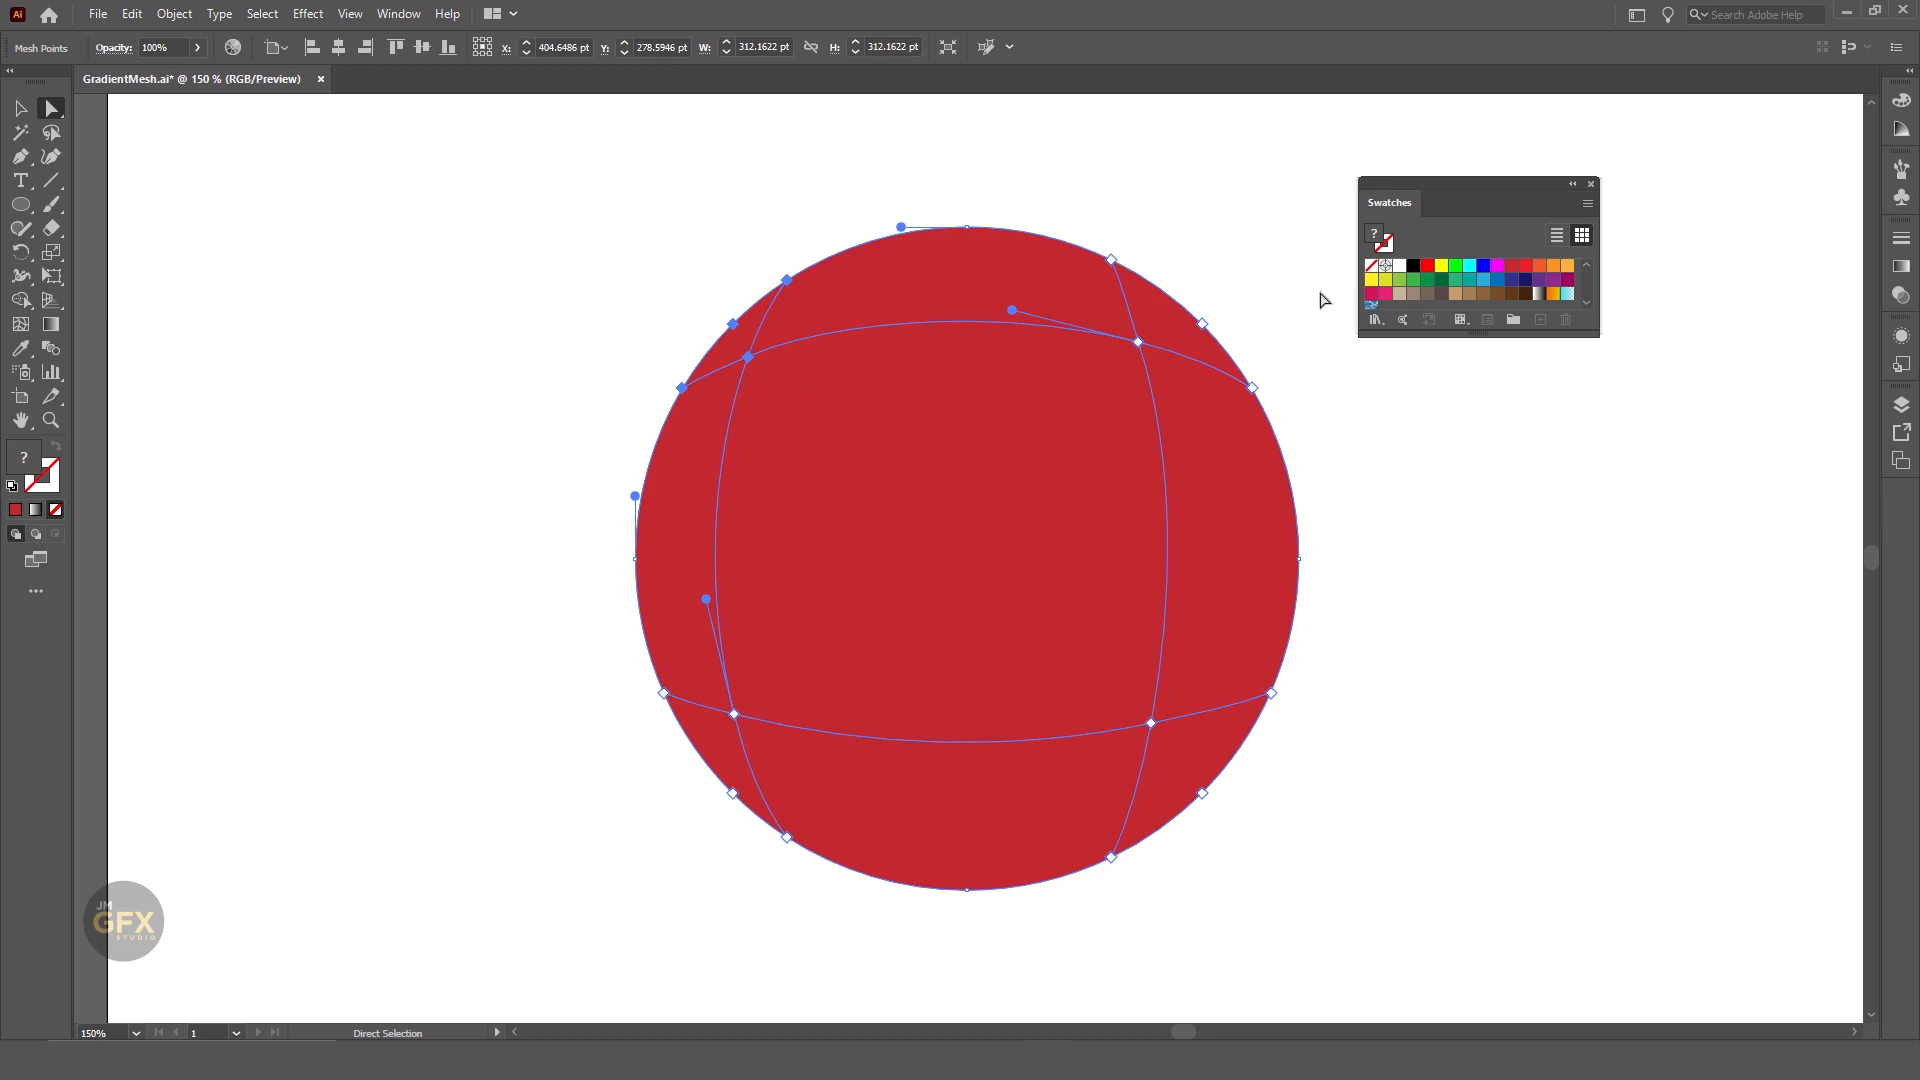 Ai File Edit Object Type Select Effect View Window Help Search Adobe Help
Mesh Points Opacity: 100% X: 404.6486 pt Y: 278.5946 pt W: 312.1622 pt H: 312.1622 pt
GradientMesh.ai* @ 150 % (RGB/Preview) ×
Swatches
?
?
JM
GFX
STUDIO
150% 1 Direct Selection